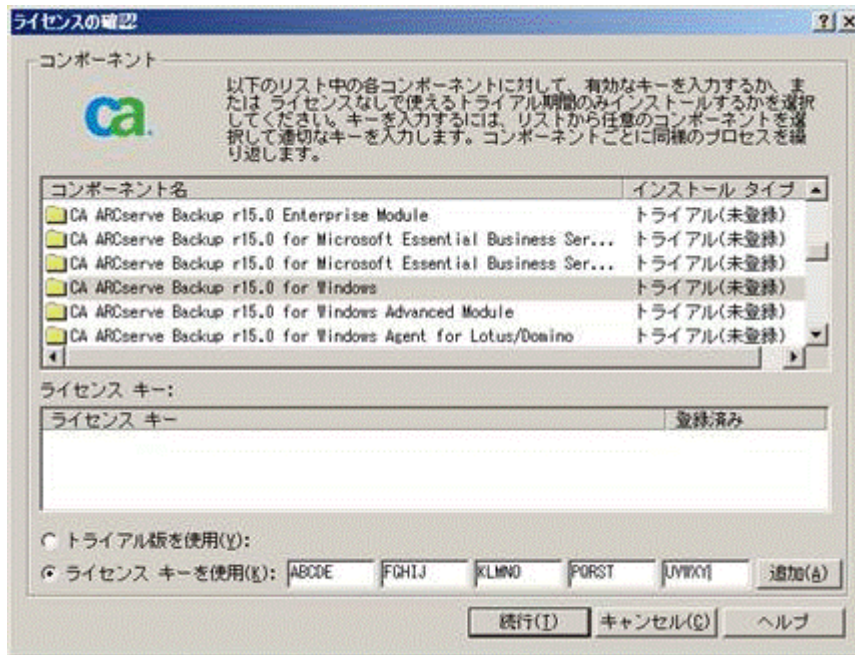 ライセンスの確認
コンポーネント
ca.
以下のリスト中の各コンポーネントに対して、有効なキーを入力するか、ま
たは ライセンスなしで使えるトライアル期間のみインストールするかを選択
してください。キーを入力するには、リストから任意のコンポーネントを選
択して適切なキーを入力します。コンポーネントごとに同様のプロセスを繰
り返します。
コンポーネント名 インストール タイプ
CA ARCserve Backup r15.0 Enterprise Module トライアル(未登録)
CA ARCserve Backup r15.0 for Microsoft Essential Business Ser... トライアル(未登録)
CA ARCserve Backup r15.0 for Microsoft Essential Business Ser... トライアル(未登録)
CA ARCserve Backup r15.0 for Windows トライアル(未登録)
CA ARCserve Backup r15.0 for Windows Advanced Module トライアル(未登録)
CA ARCserve Backup r15.0 for Windows Agent for Lotus/Domino トライアル(未登録)
ライセンス キー:
ライセンス キー 登録済み
トライアル版を使用(V):
ライセンス キーを使用(K): ABCDE FGHIJ KLMNO PORST UVWXY 追加(A)
続行(I) キャンセル(C) ヘルプ